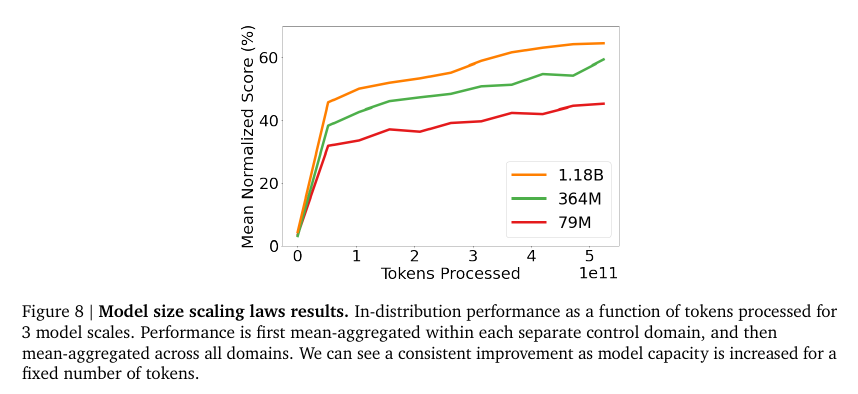 Mean Normalized Score (%)
60
40
20
0
1.18B
364M
79M
0 1 2 3 4 5
1e11
Tokens Processed
Figure 8 | Model size scaling laws results. In-distribution performance as a function of tokens processed for
3 model scales. Performance is first mean-aggregated within each separate control domain, and then
mean-aggregated across all domains. We can see a consistent improvement as model capacity is increased for a
fixed number of tokens.